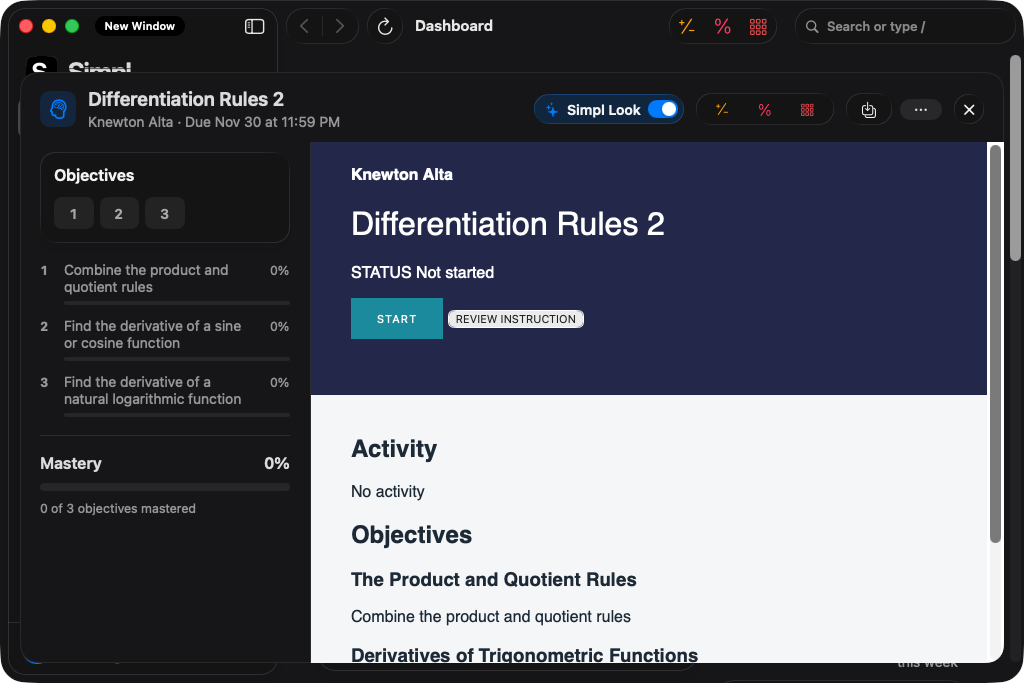 New Window
Dashboard
Search or type /
Simpl
Differentiation Rules 2
Knewton Alta · Due Nov 30 at 11:59 PM
Simpl Look
Objectives
1 2 3
1 Combine the product and quotient rules 0%
2 Find the derivative of a sine or cosine function 0%
3 Find the derivative of a natural logarithmic function 0%
Mastery 0%
0 of 3 objectives mastered
Knewton Alta
Differentiation Rules 2
STATUS Not started
START
REVIEW INSTRUCTION
Activity
No activity
Objectives
The Product and Quotient Rules
Combine the product and quotient rules
Derivatives of Trigonometric Functions
this week